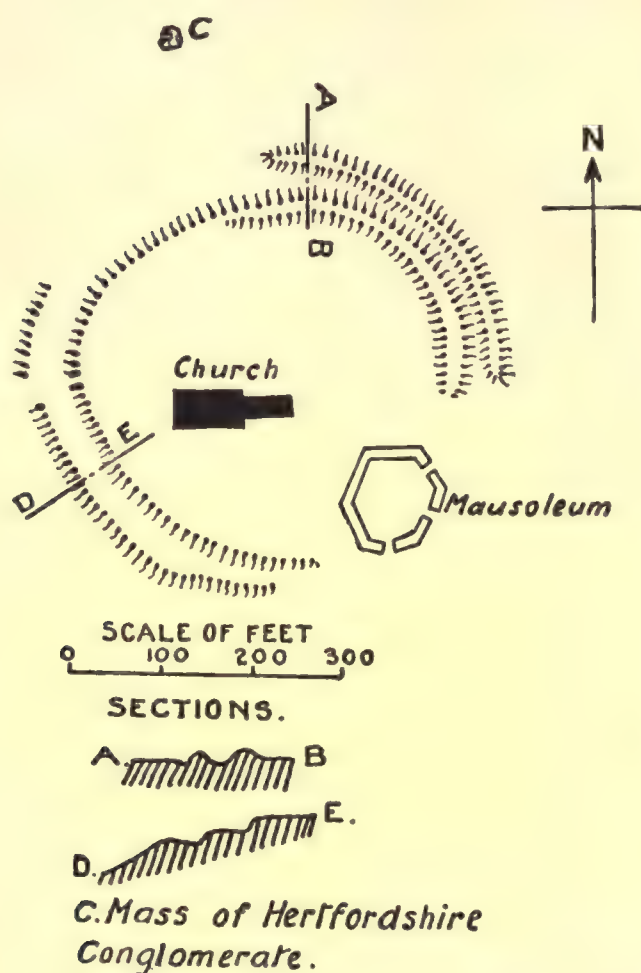 C
A
N
B
Church
E
D
Mausoleum
SCALE OF FEET
0 100 200 300
SECTIONS.
A. B
D. E.
C. Mass of Hertfordshire
Conglomerate.